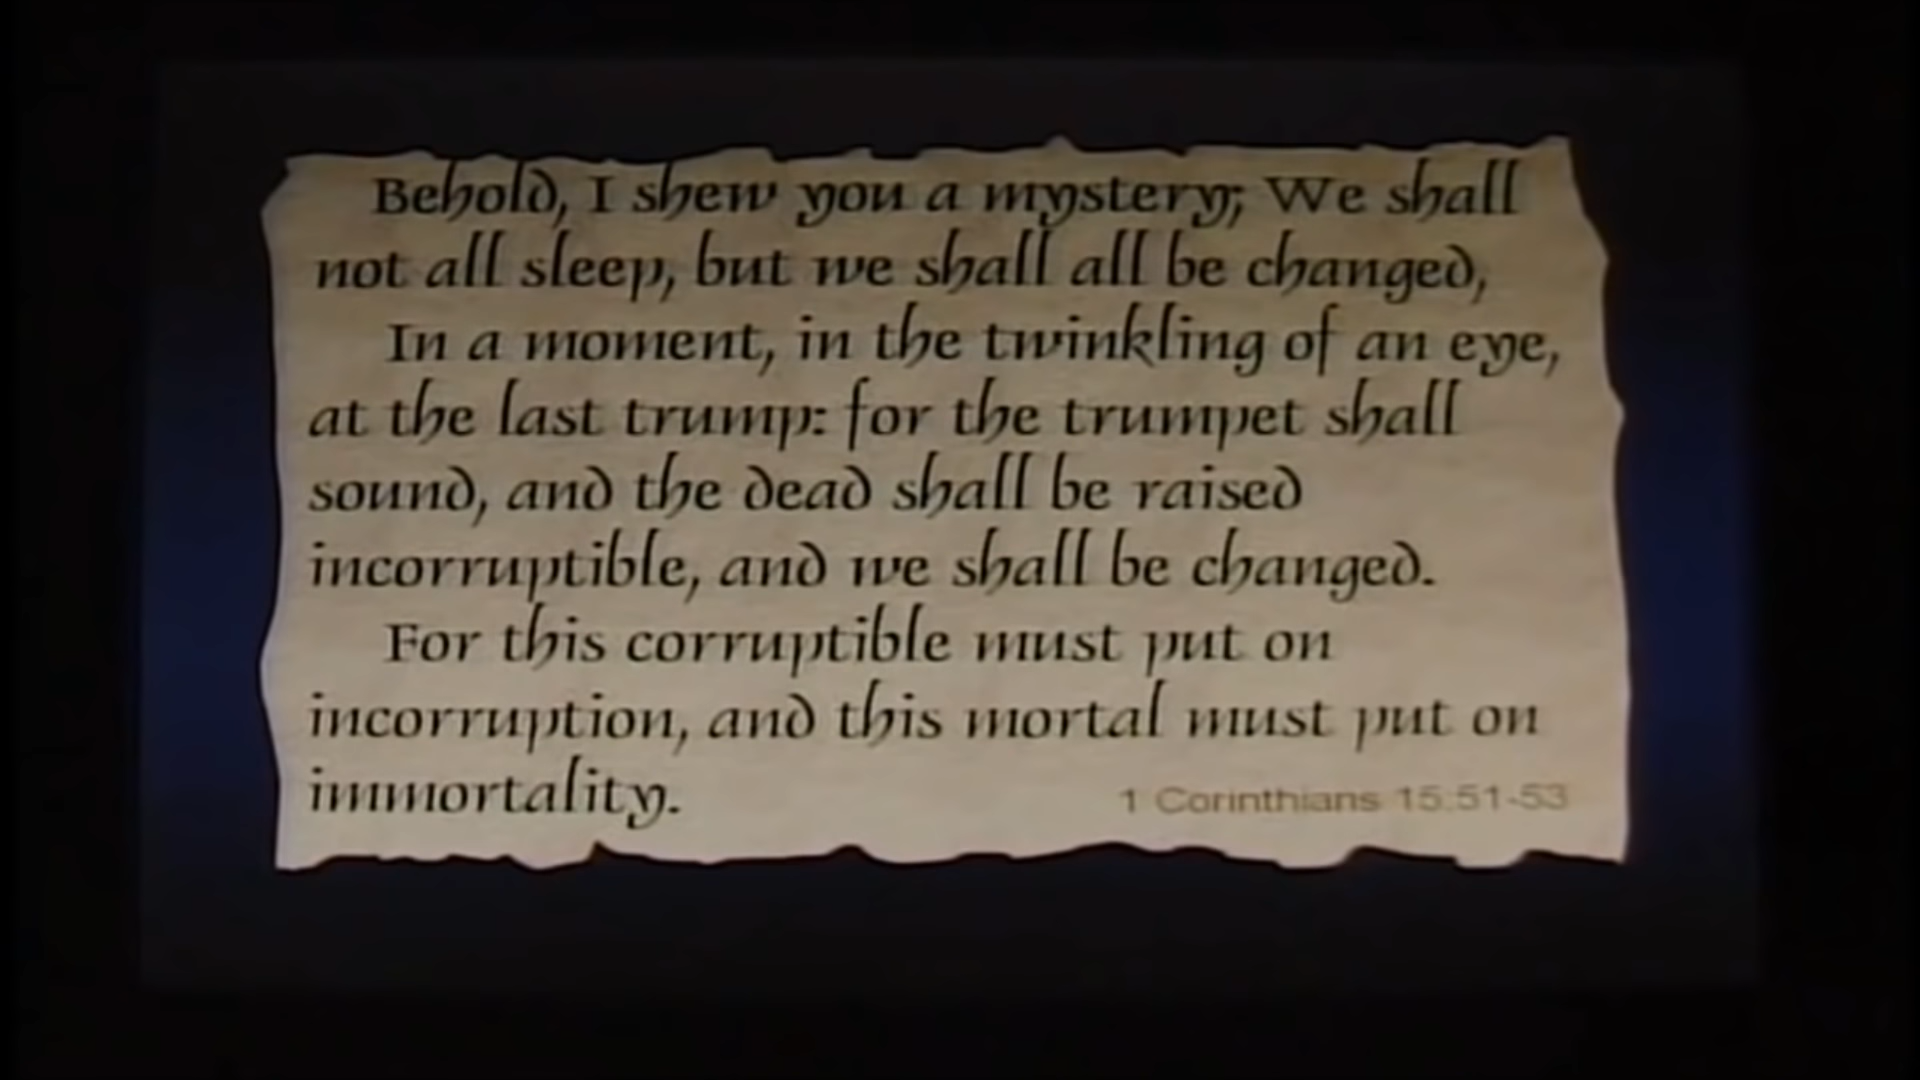 Behold, I shew you a mystery; We shall
not all sleep, but we shall all be changed,
In a moment, in the twinkling of an eye,
at the last trump: for the trumpet shall
sound, and the dead shall be raised
incorruptible, and we shall be changed.
For this corruptible must put on
incorruption, and this mortal must put on
immortality.
1 Corinthians 15:51-53